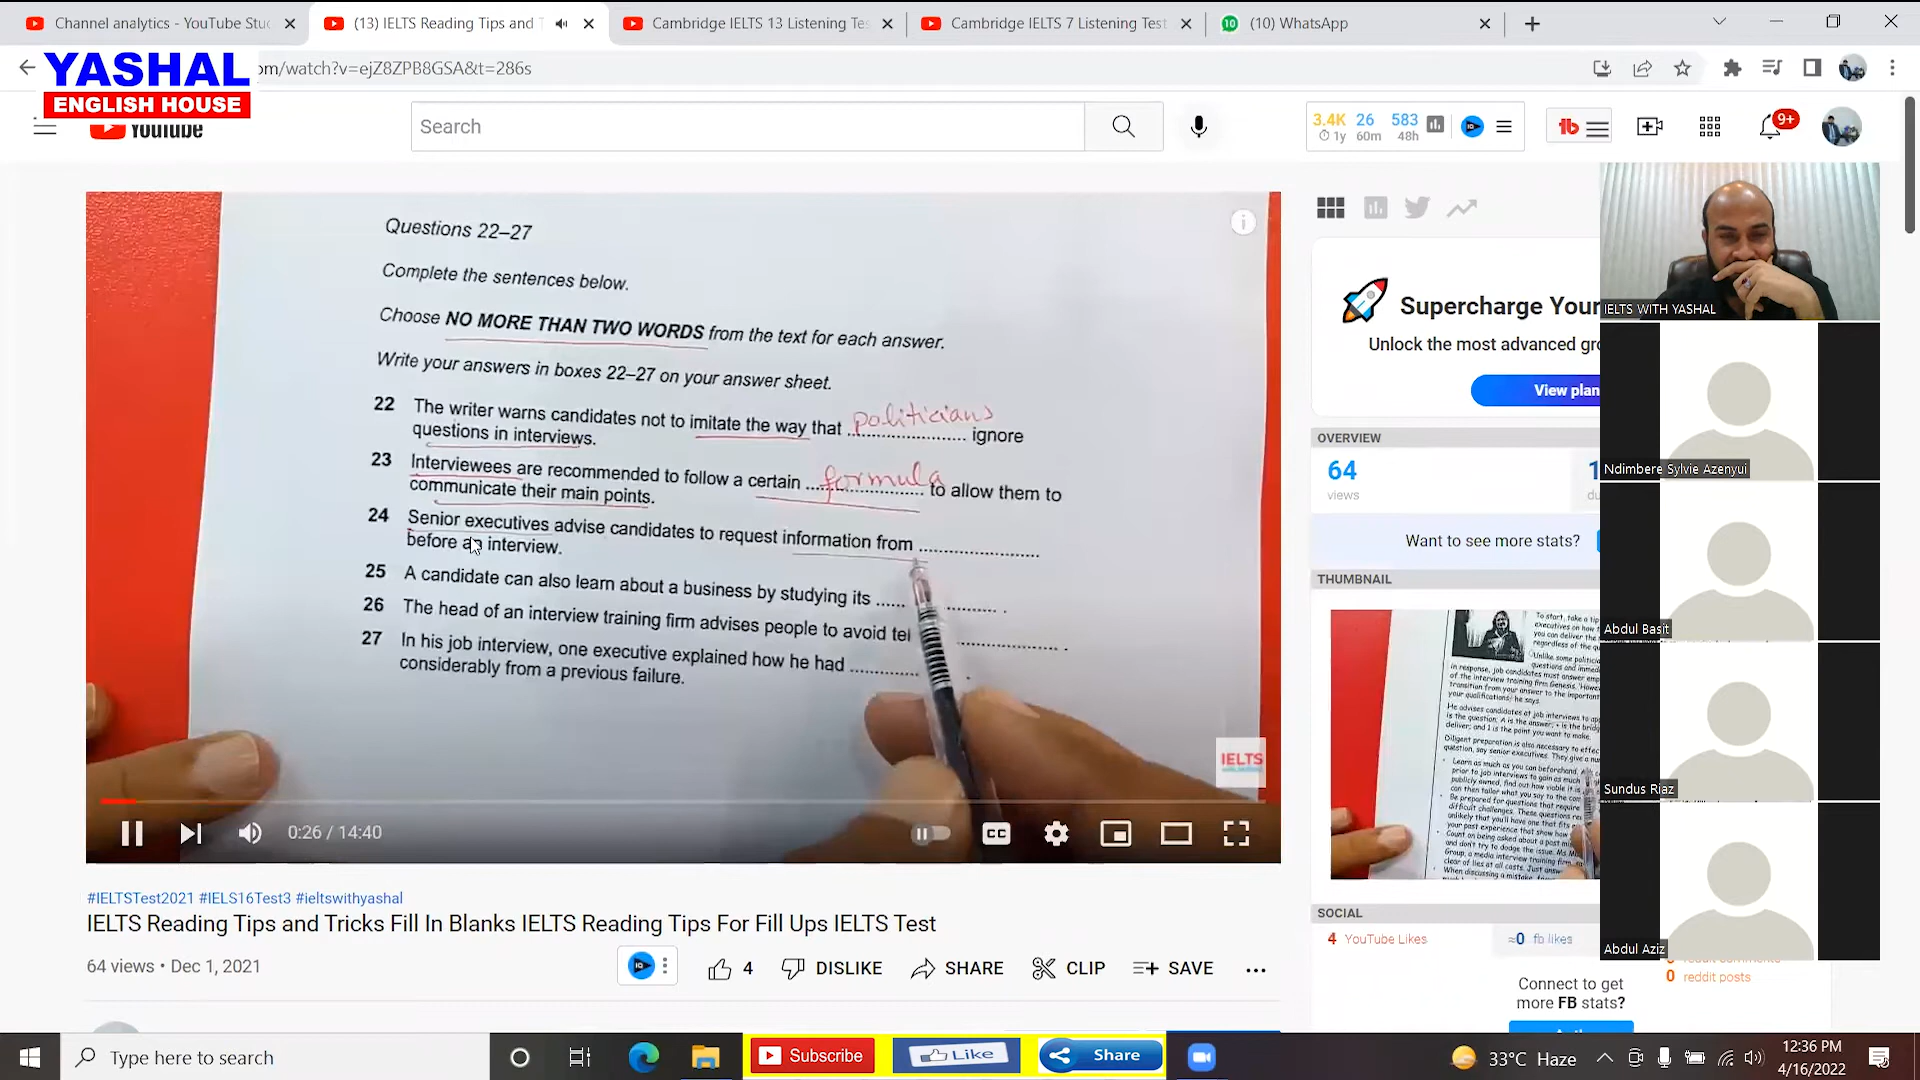 Channel analytics - YouTube Stu
(13) IELTS Reading Tips and T
Cambridge IELTS 13 Listening Tes
Cambridge IELTS 7 Listening Test
(10) WhatsApp
YASHAL
ENGLISH HOUSE
om/watch?v=ejZ8ZPB8GSA&t=286s
YouTube
Search
3.4K 26 583
1y 60m 48h
9+
Questions 22–27
Complete the sentences below.
Choose NO MORE THAN TWO WORDS from the text for each answer.
Write your answers in boxes 22–27 on your answer sheet.
22 The writer warns candidates not to imitate the way that politicians ignore
questions in interviews.
23 Interviewees are recommended to follow a certain formula to allow them to
communicate their main points.
24 Senior executives advise candidates to request information from ....................
before an interview.
25 A candidate can also learn about a business by studying its ....................
26 The head of an interview training firm advises people to avoid tel ....................
27 In his job interview, one executive explained how he had ....................
considerably from a previous failure.
IELTS
0:26 / 14:40
CC
#IELTSTest2021 #IELS16Test3 #ieltswithyashal
IELTS Reading Tips and Tricks Fill In Blanks IELTS Reading Tips For Fill Ups IELTS Test
64 views • Dec 1, 2021
4 DISLIKE SHARE CLIP SAVE
Supercharge Your
Unlock the most advanced gro
View plan
OVERVIEW
64
views
Want to see more stats?
THUMBNAIL
SOCIAL
4 YouTube Likes
≈0 fb likes
0 reddit posts
Connect to get
more FB stats?
IELTS WITH YASHAL
Ndimbere Sylvie Azenyui
Abdul Basit
Sundus Riaz
Abdul Aziz
Type here to search
Subscribe
Like
Share
33°C Haze
12:36 PM
4/16/2022